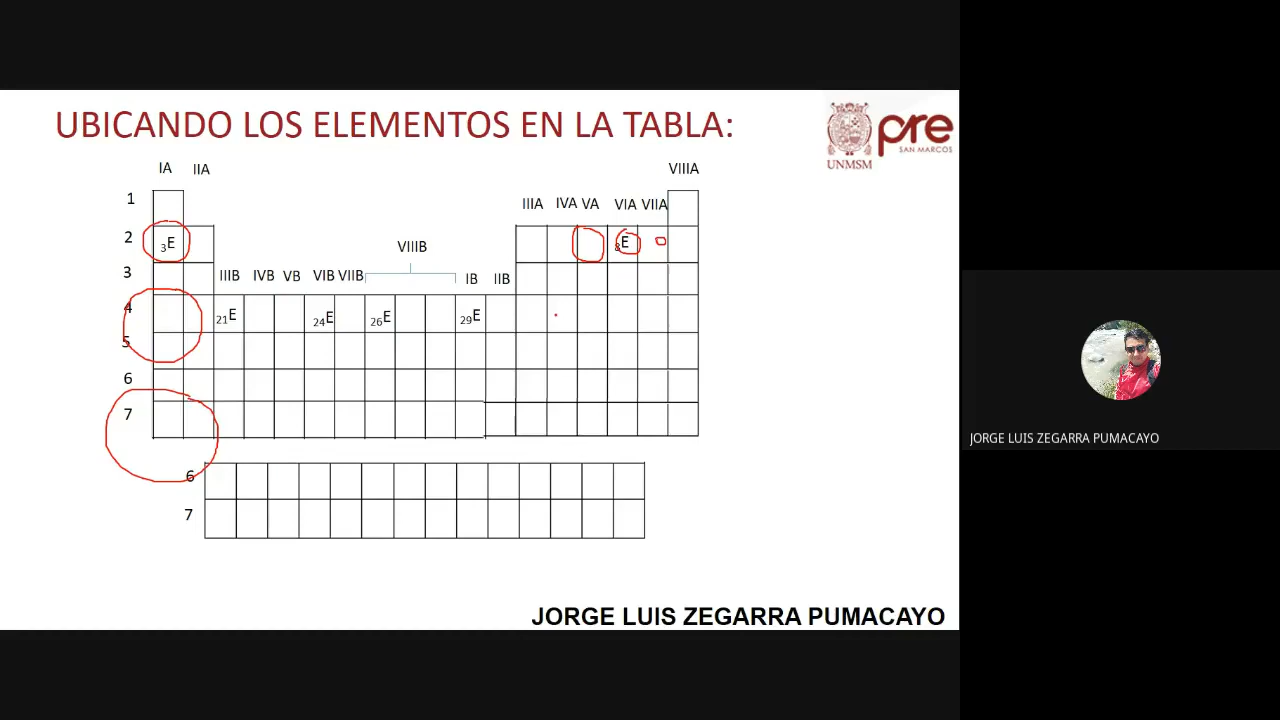 UBICANDO LOS ELEMENTOS EN LA TABLA:
UNMSM
pre
SAN MARCOS
IA IIA VIIIA
1 IIIA IVA VA VIA VIIA
2 3E 8E
VIIIB
3 IIIB IVB VB VIB VIIB IB IIB
4 21E 24E 26E 29E
5
6
7
6
7
JORGE LUIS ZEGARRA PUMACAYO
JORGE LUIS ZEGARRA PUMACAYO